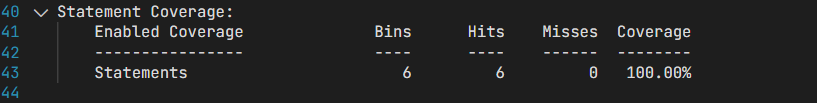 40 Statement Coverage:
41 Enabled Coverage Bins Hits Misses Coverage
42 ---------------- ---- ---- ------ --------
43 Statements 6 6 0 100.00%
44